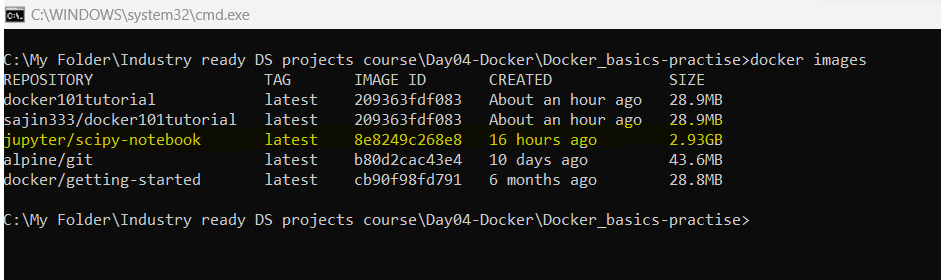 C:\WINDOWS\system32\cmd.exe
C:\My Folder\Industry ready DS projects course\Day04-Docker\Docker_basics-practise>docker images
REPOSITORY TAG IMAGE ID CREATED SIZE
docker101tutorial latest 209363fdf083 About an hour ago 28.9MB
sajin333/docker101tutorial latest 209363fdf083 About an hour ago 28.9MB
jupyter/scipy-notebook latest 8e8249c268e8 16 hours ago 2.93GB
alpine/git latest b80d2cac43e4 10 days ago 43.6MB
docker/getting-started latest cb90f98fd791 6 months ago 28.8MB
C:\My Folder\Industry ready DS projects course\Day04-Docker\Docker_basics-practise>